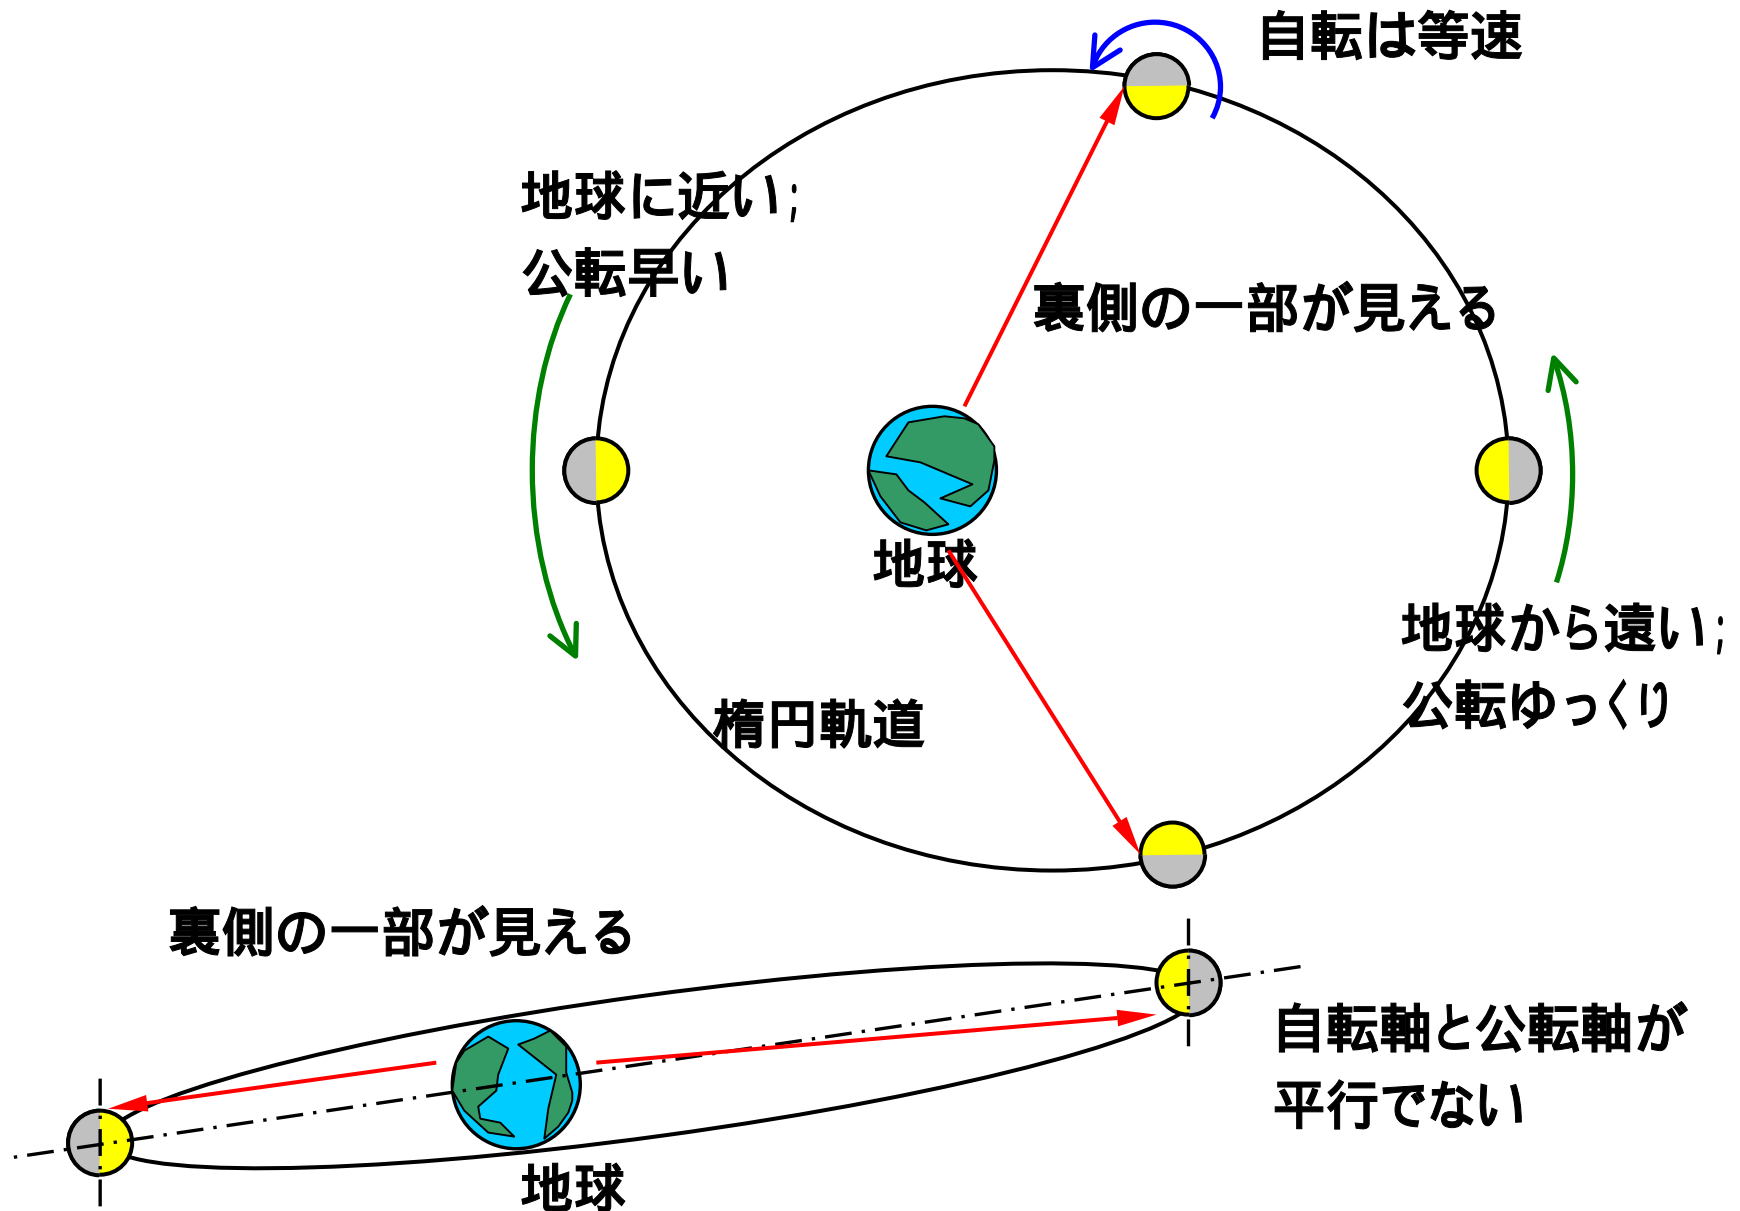 自転は等速
地球に近い;
公転早い
裏側の一部が見える
地球
地球から遠い;
公転ゆっくり
楕円軌道
裏側の一部が見える
自転軸と公転軸が
平行でない
地球